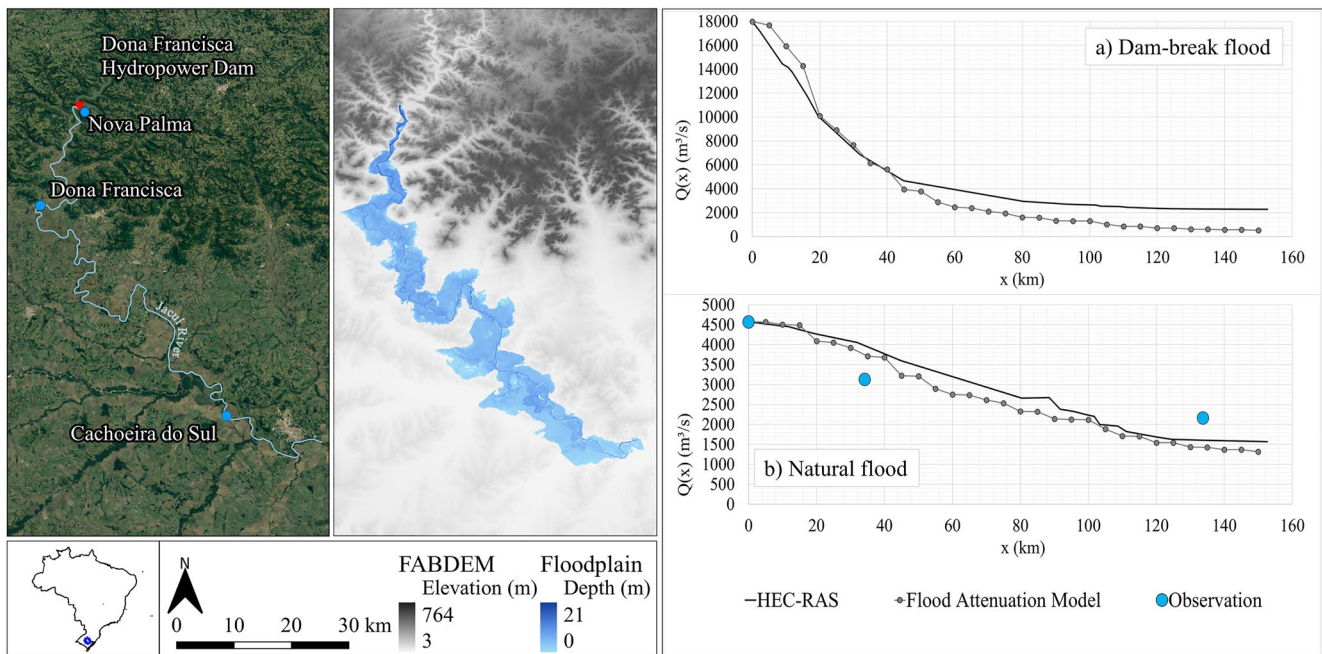 Dona Francisca
Hydropower Dam
Nova Palma
Dona Francisca
Jacuí River
Cachoeira do Sul
N
0 10 20 30 km
FABDEM
Elevation (m)
764
3
Floodplain
Depth (m)
21
0
a) Dam-break flood
Q(x) (m³/s)
18000
16000
14000
12000
10000
8000
6000
4000
2000
0
0 20 40 60 80 100 120 140 160
x (km)
b) Natural flood
Q(x) (m³/s)
5000
4500
4000
3500
3000
2500
2000
1500
1000
500
0
0 20 40 60 80 100 120 140 160
x (km)
HEC-RAS
Flood Attenuation Model
Observation